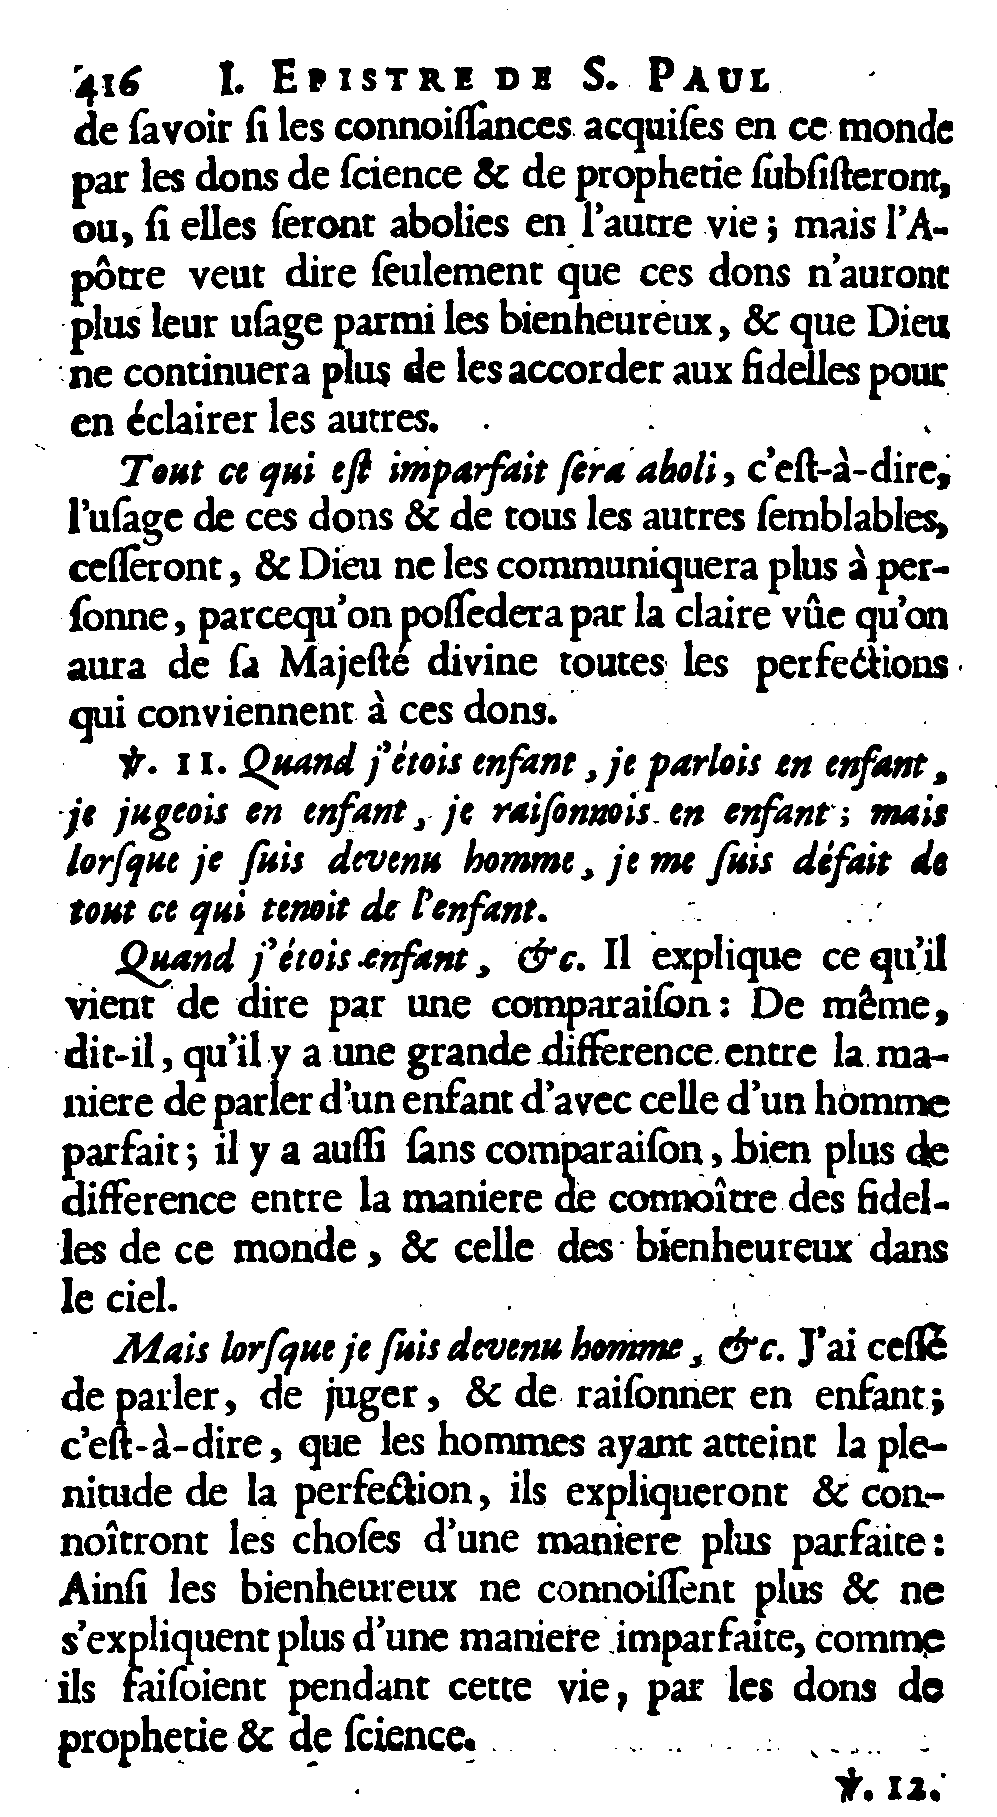 416 I. EPISTRE DE S. PAUL
de ſavoir ſi les connoiſſances acquiſes en ce monde
par les dons de ſcience & de prophetie ſubſiſteront,
ou, ſi elles ſeront abolies en l'autre vie ; mais l'A-
pôtre veut dire ſeulement que ces dons n'auront
plus leur uſage parmi les bienheureux, & que Dieu
ne continuera plus de les accorder aux fidelles pour
en éclairer les autres.
Tout ce qui eſt imparfait ſera aboli, c'eſt-à-dire,
l'uſage de ces dons & de tous les autres ſemblables,
ceſſeront, & Dieu ne les communiquera plus à per-
ſonne, parcequ'on poſſedera par la claire vûe qu'on
aura de ſa Majeſté divine toutes les perfections
qui conviennent à ces dons.
℣. 11. Quand j'étois enfant, je parlois en enfant,
je jugeois en enfant, je raiſonnois en enfant ; mais
lorſque je ſuis devenu homme, je me ſuis défait de
tout ce qui tenoit de l'enfant.
Quand j'étois enfant, &c. Il explique ce qu'il
vient de dire par une comparaiſon : De même,
dit-il, qu'il y a une grande difference entre la ma-
niere de parler d'un enfant d'avec celle d'un homme
parfait ; il y a auſſi ſans comparaiſon, bien plus de
difference entre la maniere de connoître des fidel-
les de ce monde, & celle des bienheureux dans
le ciel.
Mais lorſque je ſuis devenu homme, &c. J'ai ceſſé
de parler, de juger, & de raiſonner en enfant ;
c'eſt-à-dire, que les hommes ayant atteint la ple-
nitude de la perfection, ils expliqueront & con-
noîtront les choſes d'une maniere plus parfaite :
Ainſi les bienheureux ne connoiſſent plus & ne
s'expliquent plus d'une maniere imparfaite, comme
ils faiſoient pendant cette vie, par les dons de
prophetie & de ſcience.
℣. 12.